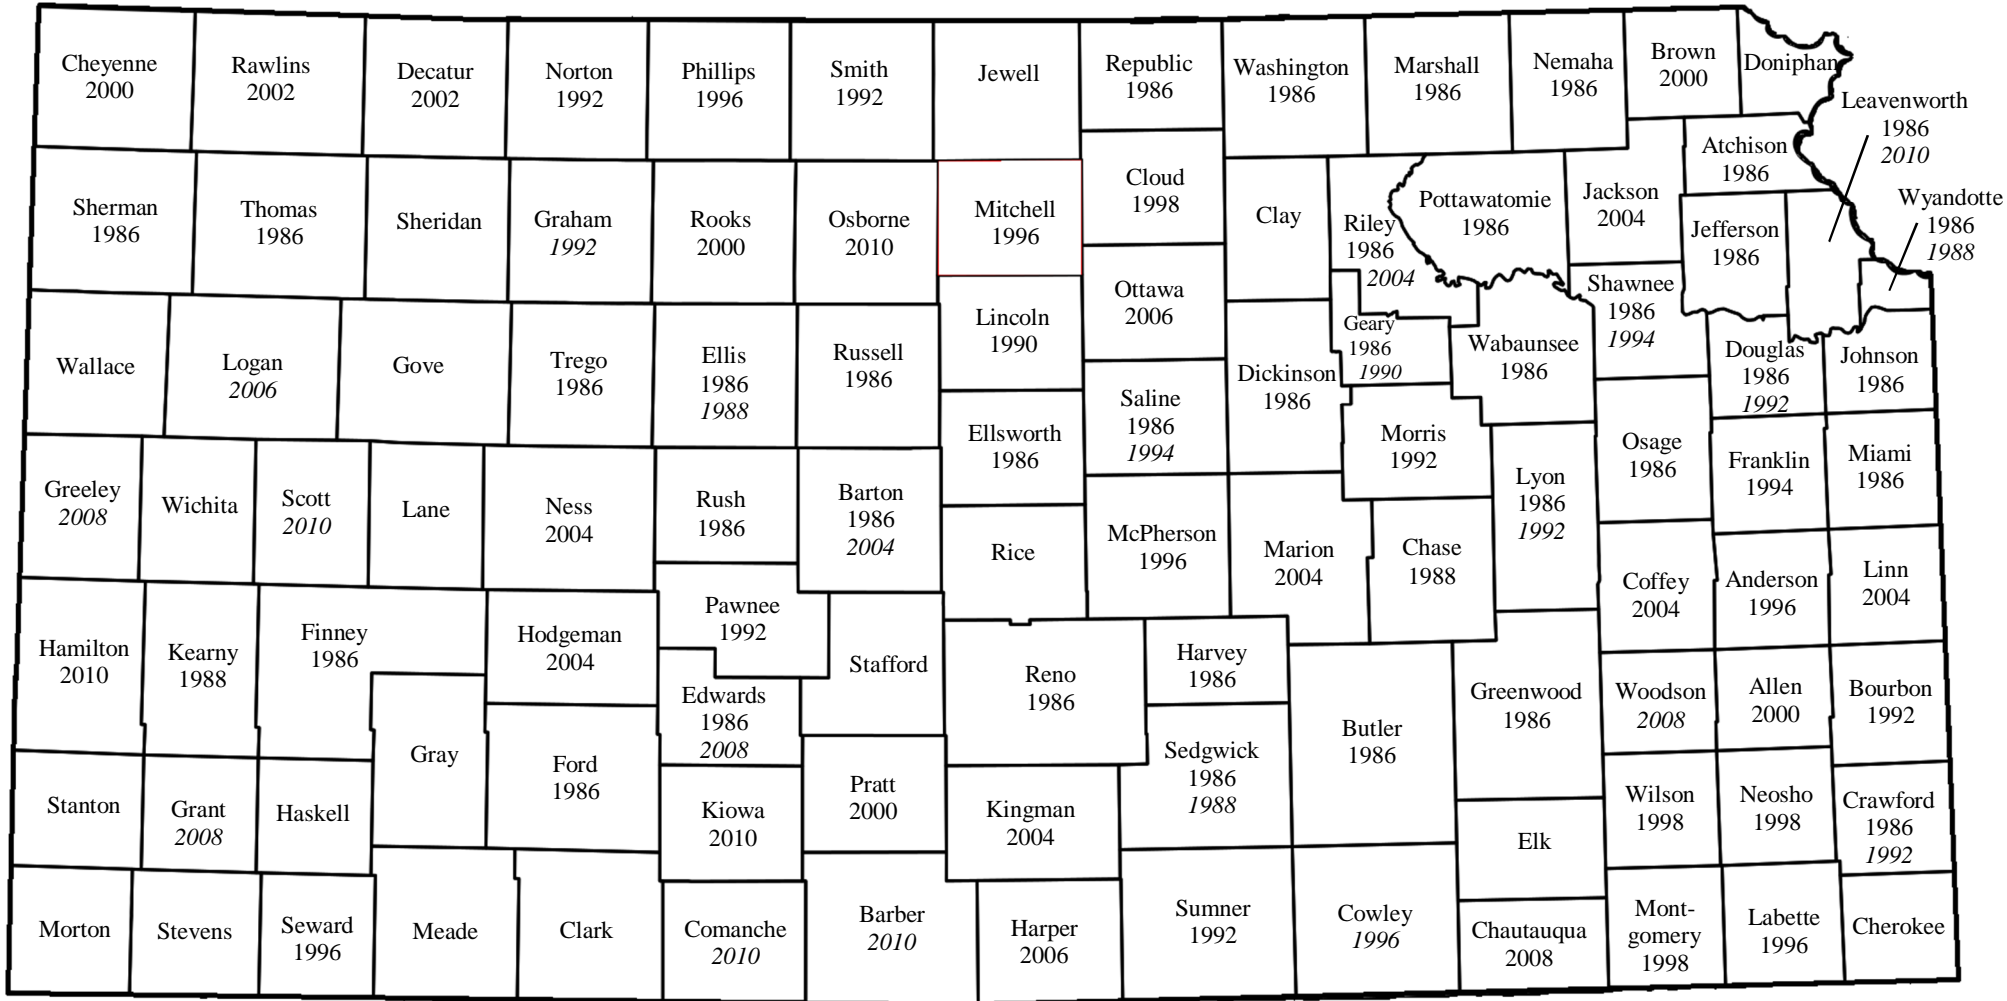 Cheyenne
2000
Rawlins
2002
Decatur
2002
Norton
1992
Phillips
1996
Smith
1992
Jewell
Republic
1986
Washington
1986
Marshall
1986
Nemaha
1986
Brown
2000
Doniphan
Leavenworth
1986
2010
Atchison
1986
Wyandotte
1986
1988
Sherman
1986
Thomas
1986
Sheridan
Graham
1992
Rooks
2000
Osborne
2010
Mitchell
1996
Cloud
1998
Clay
Riley
1986
2004
Pottawatomie
1986
Jackson
2004
Jefferson
1986
Wallace
Logan
2006
Gove
Trego
1986
Ellis
1986
1988
Russell
1986
Lincoln
1990
Ottawa
2006
Dickinson
1986
Geary
1986
1990
Wabaunsee
1986
Shawnee
1986
1994
Douglas
1986
1992
Johnson
1986
Saline
1986
1994
Ellsworth
1986
Morris
1992
Osage
1986
Franklin
1994
Miami
1986
Greeley
2008
Wichita
Scott
2010
Lane
Ness
2004
Rush
1986
Barton
1986
2004
Rice
McPherson
1996
Marion
2004
Chase
1988
Lyon
1986
1992
Coffey
2004
Anderson
1996
Linn
2004
Hamilton
2010
Kearny
1988
Finney
1986
Hodgeman
2004
Pawnee
1992
Stafford
Reno
1986
Harvey
1986
Butler
1986
Greenwood
1986
Woodson
2008
Allen
2000
Bourbon
1992
Gray
Ford
1986
Edwards
1986
2008
Sedgwick
1986
1988
Stanton
Grant
2008
Haskell
Kiowa
2010
Pratt
2000
Kingman
2004
Elk
Wilson
1998
Neosho
1998
Crawford
1986
1992
Morton
Stevens
Seward
1996
Meade
Clark
Comanche
2010
Barber
2010
Harper
2006
Sumner
1992
Cowley
1996
Chautauqua
2008
Mont-
gomery
1998
Labette
1996
Cherokee